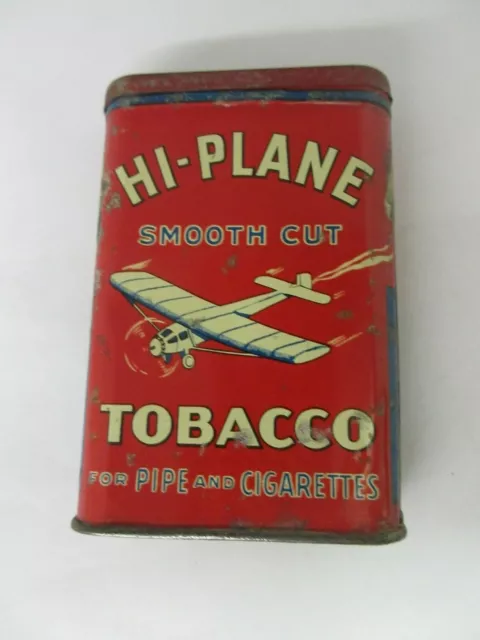 HI-PLANE
SMOOTH CUT
TOBACCO
FOR PIPE AND CIGARETTES